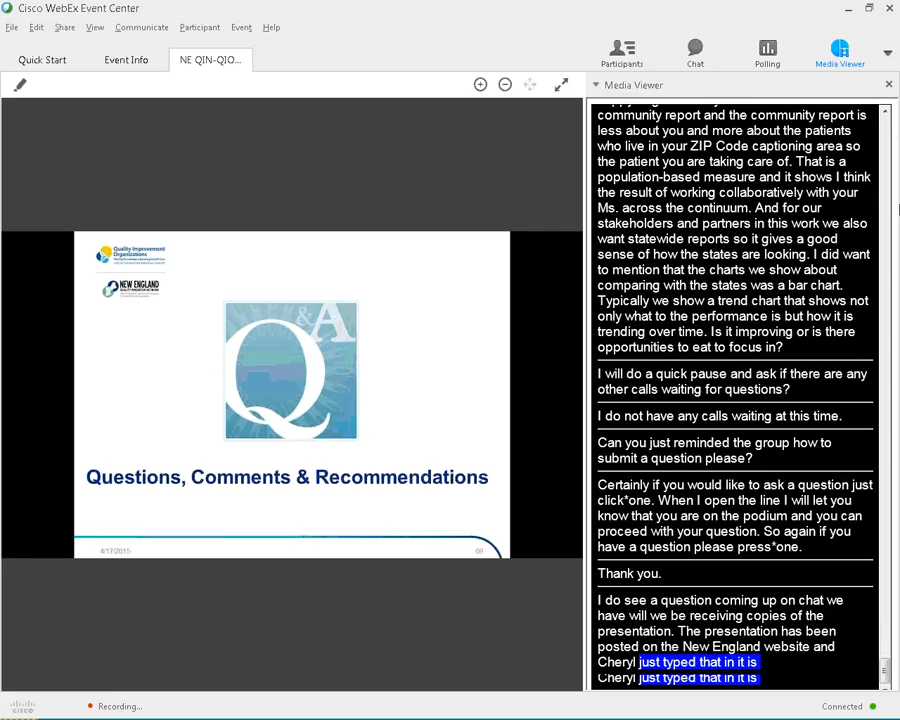 Cisco WebEx Event Center
File Edit Share View Communicate Participant Event Help
Quick Start Event Info NE QIN-QIO...
Participants Chat Polling Media Viewer
Media Viewer
community report and the community report is
less about you and more about the patients
who live in your ZIP Code captioning area so
the patient you are taking care of. That is a
population-based measure and it shows I think
the result of working collaboratively with your
Ms. across the continuum. And for our
stakeholders and partners in this work we also
want statewide reports so it gives a good
sense of how the states are looking. I did want
to mention that the charts we show about
comparing with the states was a bar chart.
Typically we show a trend chart that shows not
only what to the performance is but how it is
trending over time. Is it improving or is there
opportunities to eat to focus in?
I will do a quick pause and ask if there are any
other calls waiting for questions?
I do not have any calls waiting at this time.
Can you just reminded the group how to
submit a question please?
Certainly if you would like to ask a question just
click*one. When I open the line I will let you
know that you are on the podium and you can
proceed with your question. So again if you
have a question please press*one.
Thank you.
I do see a question coming up on chat we
have will we be receiving copies of the
presentation. The presentation has been
posted on the New England website and
Cheryl just typed that in it is
Cheryl just typed that in it is
Quality Improvement
Organizations
NEW ENGLAND
Q&A
Questions, Comments & Recommendations
4/17/2015
cisco Recording... Connected